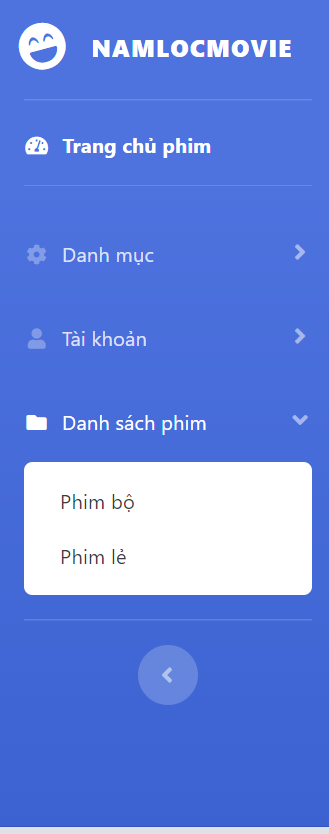 NAMLOCMOVIE
Trang chủ phim
Danh mục
Tài khoản
Danh sách phim
Phim bộ
Phim lẻ